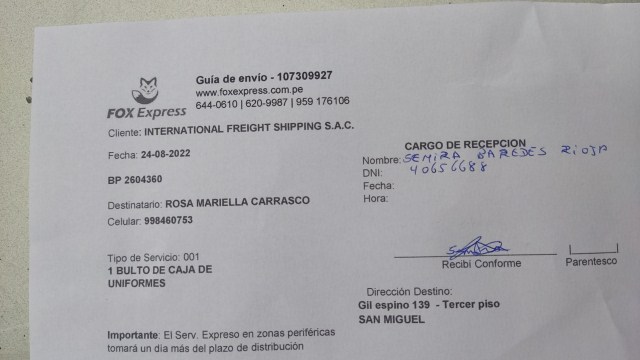 Guía de envío - 107309927
www.foxexpress.com.pe
644-0610 | 620-9987 | 959 176106
FOX Express
Cliente: INTERNATIONAL FREIGHT SHIPPING S.A.C.
Fecha: 24-08-2022
BP 2604360
Destinatario: ROSA MARIELLA CARRASCO
Celular: 998460753
Tipo de Servicio: 001
1 BULTO DE CAJA DE
UNIFORMES
Importante: El Serv. Expreso en zonas periféricas
tomará un día más del plazo de distribución
CARGO DE RECEPCION
Nombre: SEMIRA PAREDES RIOJA
DNI: 40656688
Fecha:
Hora:
Recibí Conforme
Parentesco
Dirección Destino:
Gil espino 139 - Tercer piso
SAN MIGUEL